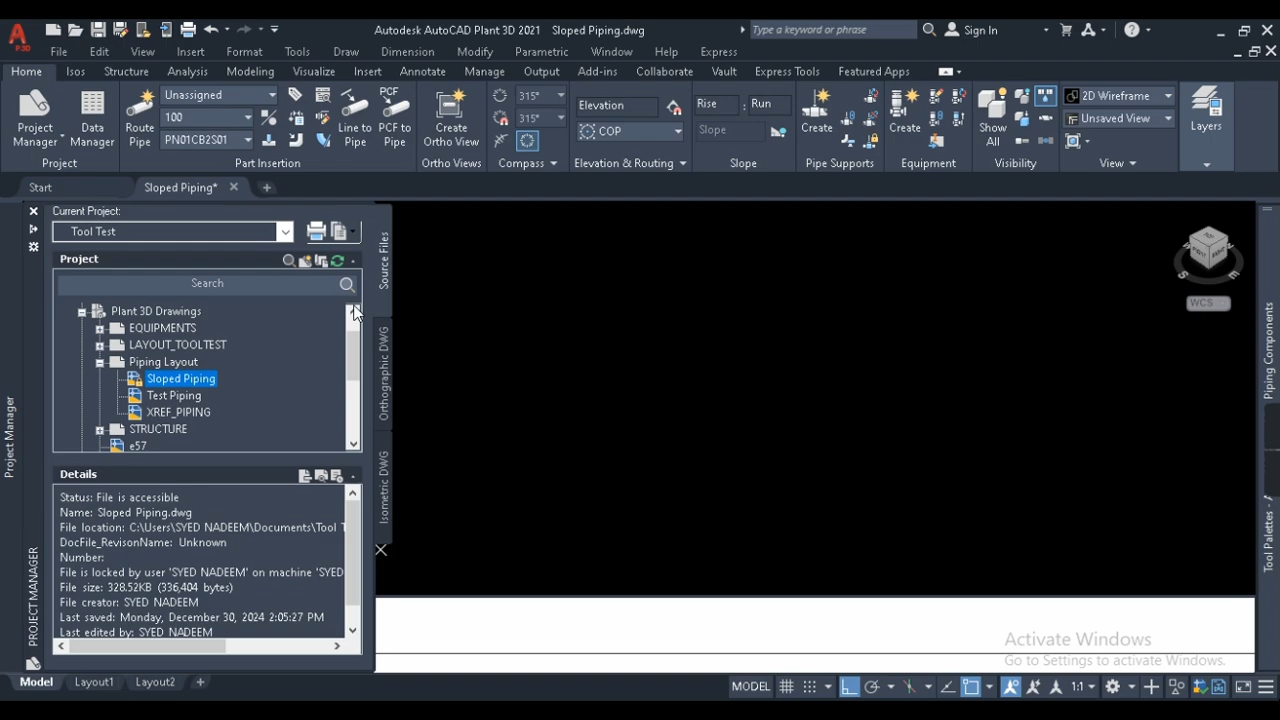 P3D
Autodesk AutoCAD Plant 3D 2021 Sloped Piping.dwg
Type a keyword or phrase
Sign In
File Edit View Insert Format Tools Draw Dimension Modify Parametric Window Help Express
Home Isos Structure Analysis Modeling Visualize Insert Annotate Manage Output Add-ins Collaborate Vault Express Tools Featured Apps
Project Manager
Data Manager
Project
Route Pipe
Unassigned
100
PN01CB2S01
Line to Pipe
PCF
PCF to Pipe
Part Insertion
Create Ortho View
Ortho Views
315°
315°
Compass
Elevation
COP
Elevation & Routing
Rise : Run
Slope
Slope
Create
Pipe Supports
Create
Equipment
Show All
Visibility
2D Wireframe
Unsaved View
View
Layers
Start
Sloped Piping*
Current Project:
Tool Test
Project
Search
Plant 3D Drawings
EQUIPMENTS
LAYOUT_TOOLTEST
Piping Layout
Sloped Piping
Test Piping
XREF_PIPING
STRUCTURE
e57
Details
Status: File is accessible
Name: Sloped Piping.dwg
File location: C:\Users\SYED NADEEM\Documents\Tool T
DocFile_RevisonName: Unknown
Number:
File is locked by user 'SYED NADEEM' on machine 'SYED
File size: 328.52KB (336,404 bytes)
File creator: SYED NADEEM
Last saved: Monday, December 30, 2024 2:05:27 PM
Last edited by: SYED NADEEM
Source Files
Orthographic DWG
Isometric DWG
Project Manager
PROJECT MANAGER
WCS
Piping Components
Tool Palettes - A
Activate Windows
Go to Settings to activate Windows.
Model Layout1 Layout2
MODEL
1:1